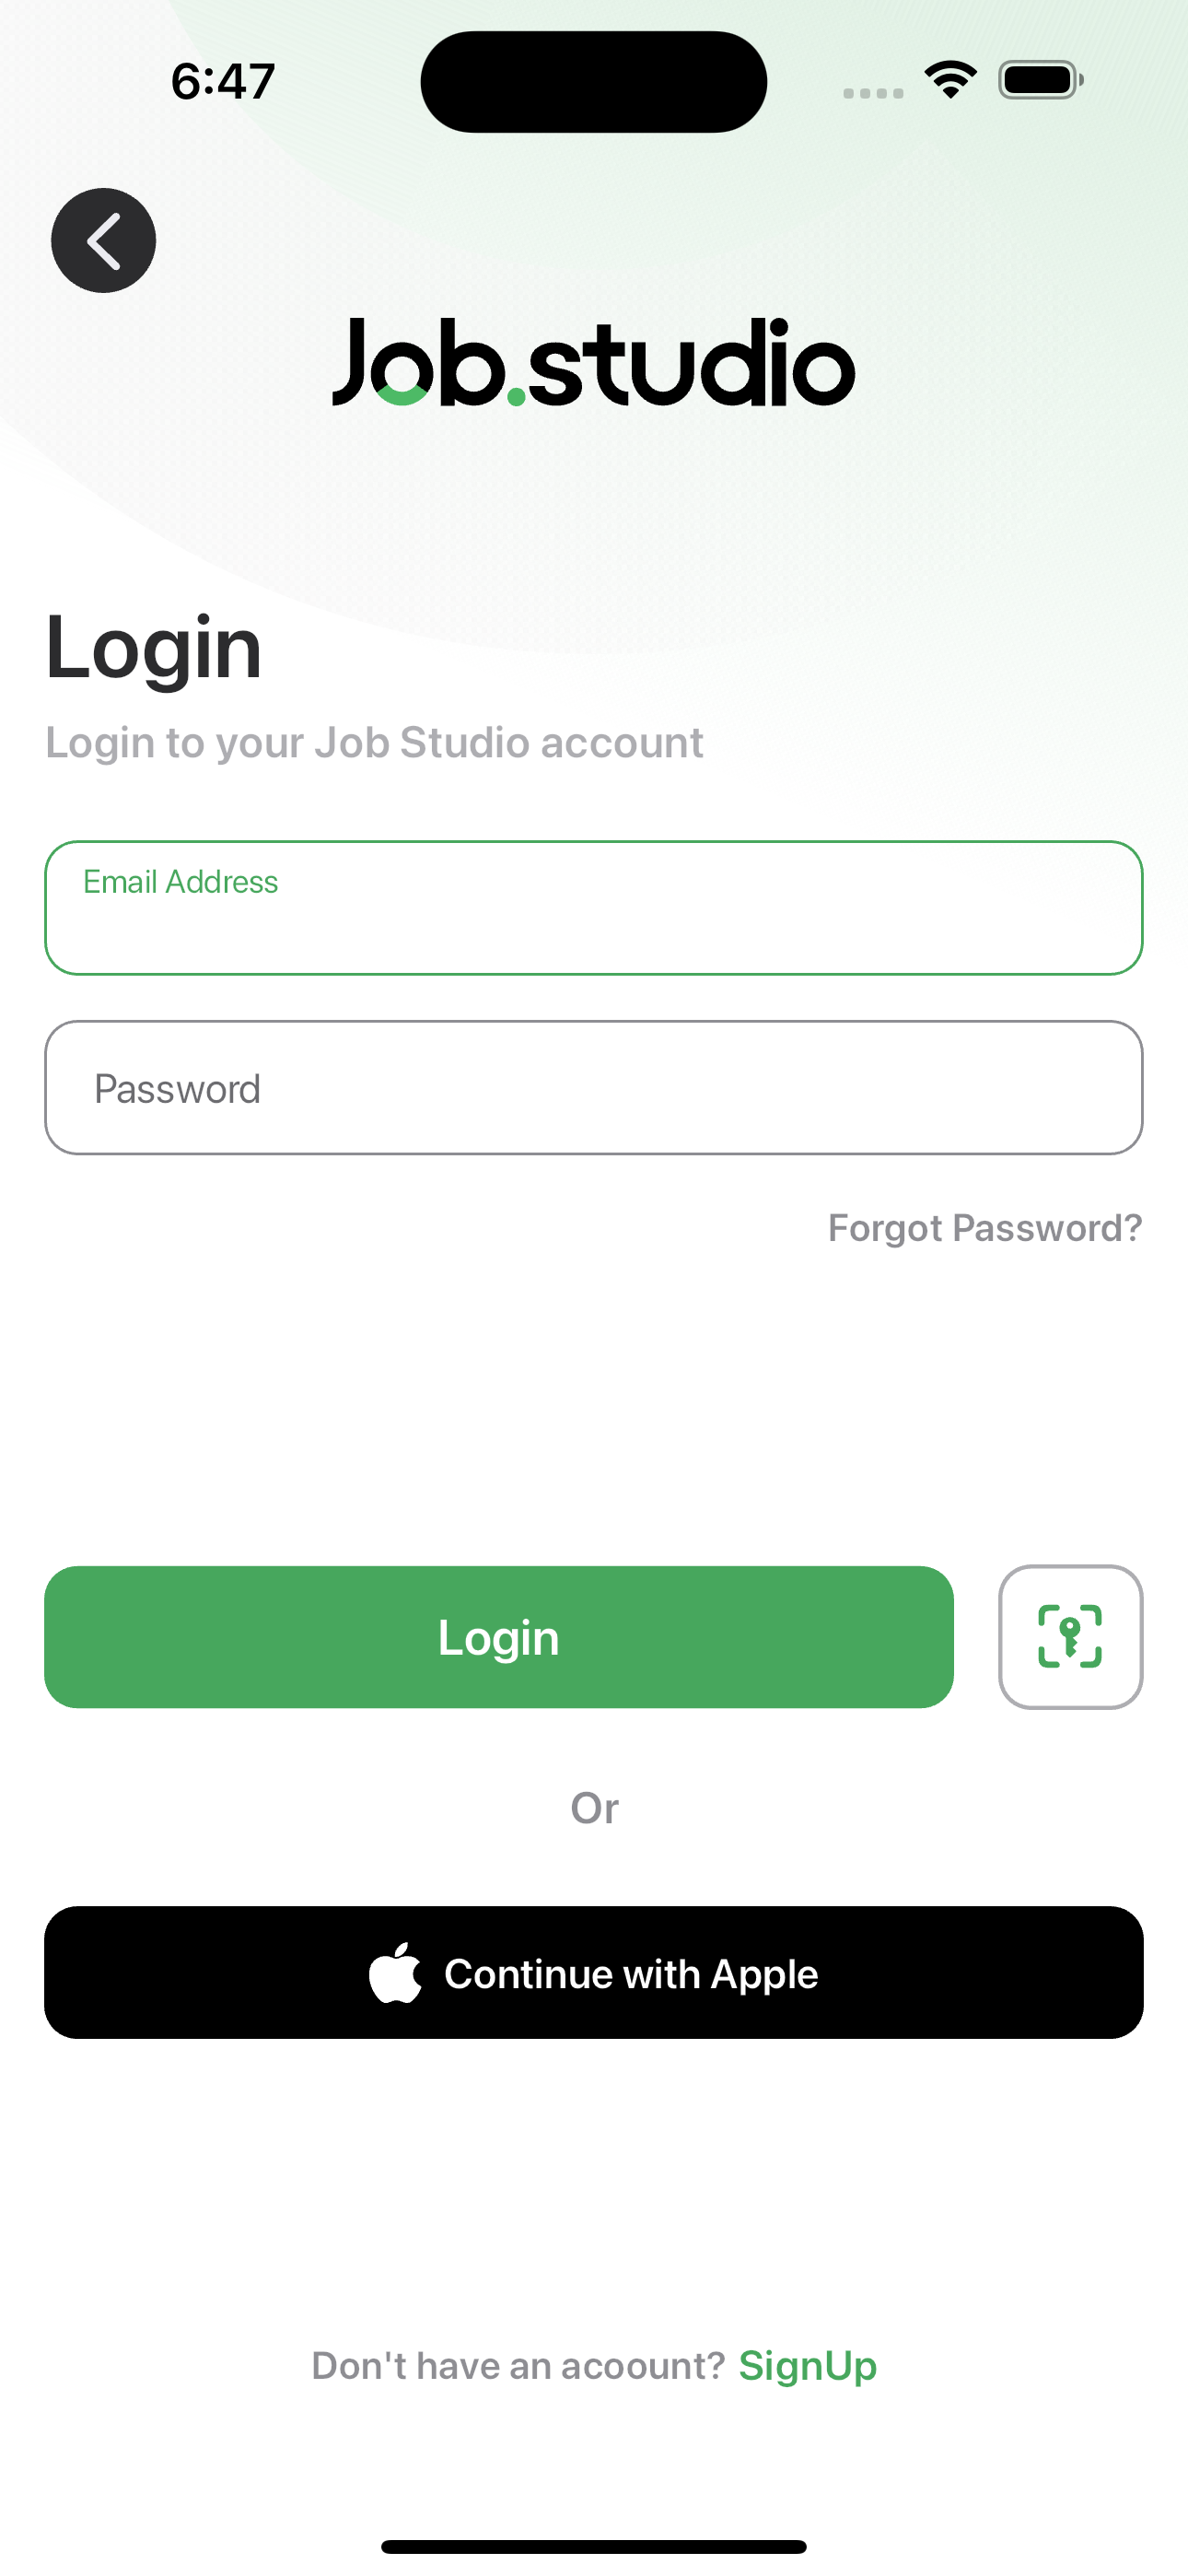 6:47
Job.studio
Login
Login to your Job Studio account
Email Address
Password
Forgot Password?
Login
Or
Continue with Apple
Don't have an acoount? SignUp